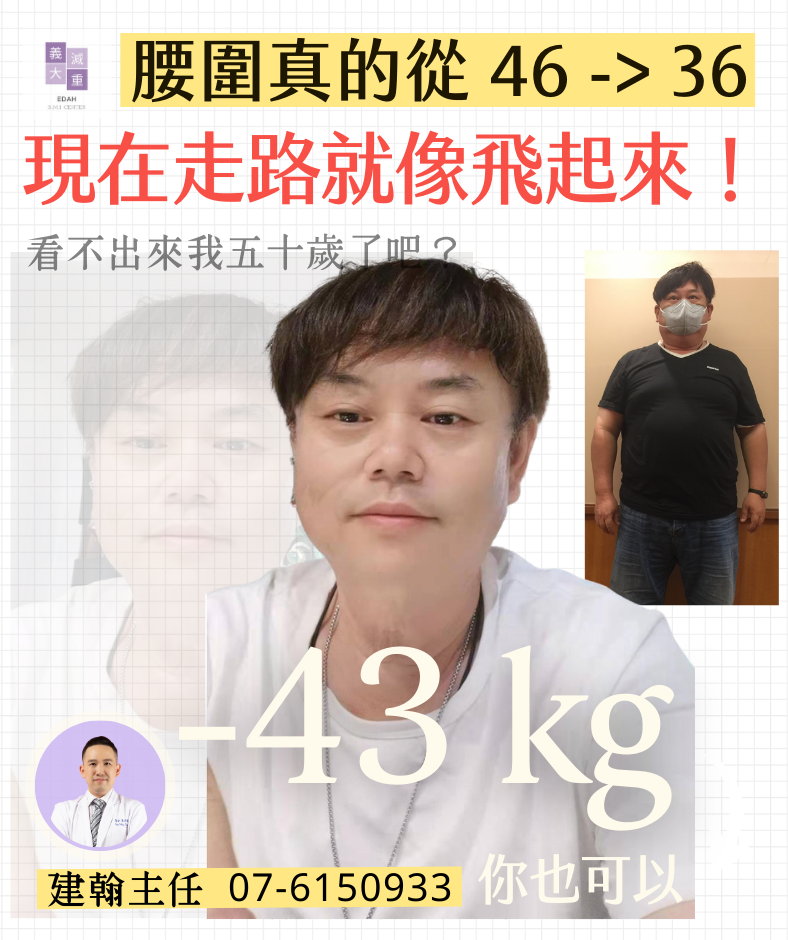 義 減
大 重
EDAH
腰圍真的從 46 -> 36
現在走路就像飛起來！
看不出來我五十歲了吧？
-43 kg
你也可以
建翰主任 07-6150933